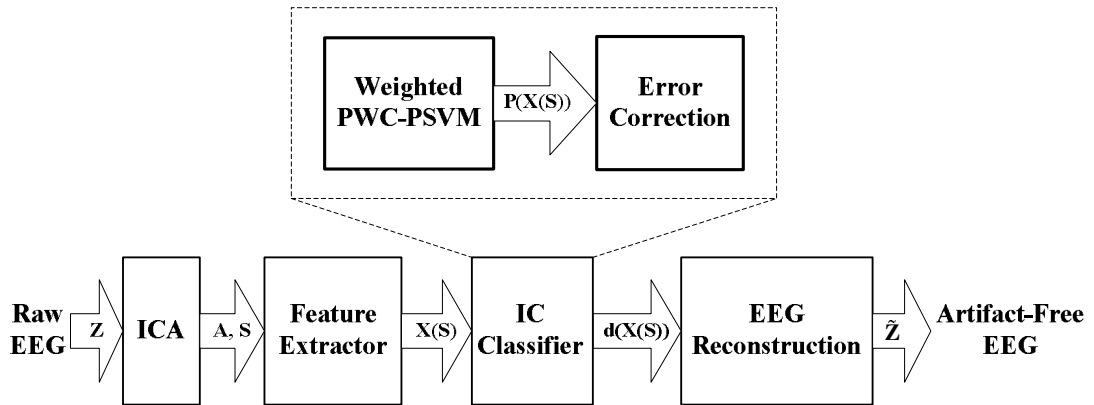 Weighted
PWC-PSVM
P(X(S))
Error
Correction
Raw
EEG
Z
ICA
A, S
Feature
Extractor
X(S)
IC
Classifier
d(X(S))
EEG
Reconstruction
Z̃
Artifact-Free
EEG